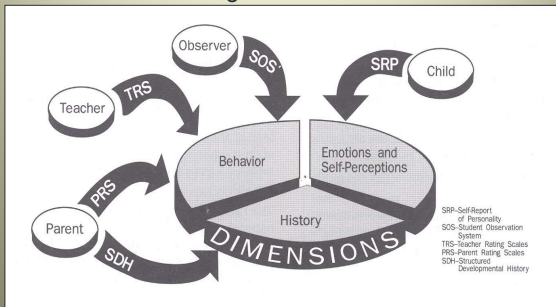 Observer
SOS
SRP
Child
Teacher
TRS
Behavior
Emotions and
Self-Perceptions
PRS
Parent
SDH
History
DIMENSIONS
SRP–Self-Report
of Personality
SOS–Student Observation
System
TRS–Teacher Rating Scales
PRS–Parent Rating Scales
SDH–Structured
Developmental History